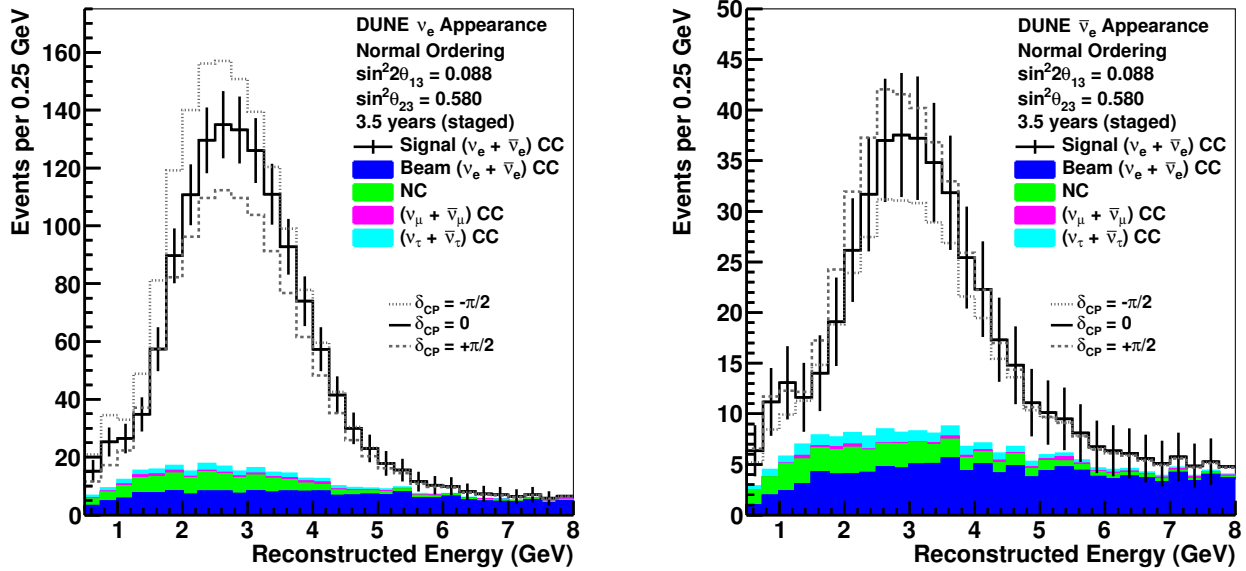 DUNE νe Appearance
Normal Ordering
sin²2θ13 = 0.088
sin²θ23 = 0.580
3.5 years (staged)
Signal (νe + ν̄e) CC
Beam (νe + ν̄e) CC
NC
(νμ + ν̄μ) CC
(ντ + ν̄τ) CC
δCP = -π/2
δCP = 0
δCP = +π/2
Events per 0.25 GeV
160
140
120
100
80
60
40
20
0
1 2 3 4 5 6 7 8
Reconstructed Energy (GeV)
DUNE ν̄e Appearance
Normal Ordering
sin²2θ13 = 0.088
sin²θ23 = 0.580
3.5 years (staged)
Signal (νe + ν̄e) CC
Beam (νe + ν̄e) CC
NC
(νμ + ν̄μ) CC
(ντ + ν̄τ) CC
δCP = -π/2
δCP = 0
δCP = +π/2
Events per 0.25 GeV
50
45
40
35
30
25
20
15
10
5
0
1 2 3 4 5 6 7 8
Reconstructed Energy (GeV)